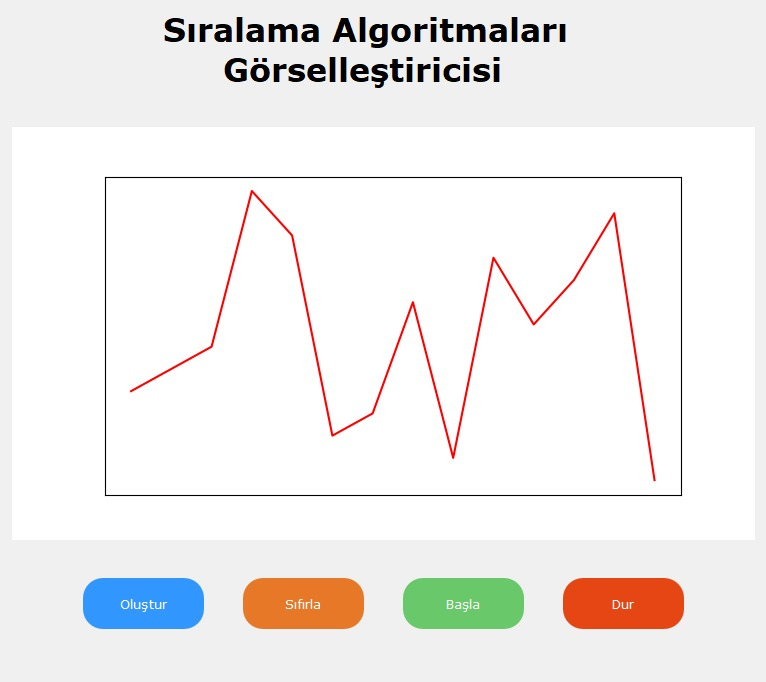 Sıralama Algoritmaları
Görselleştiricisi
Oluştur
Sıfırla
Başla
Dur